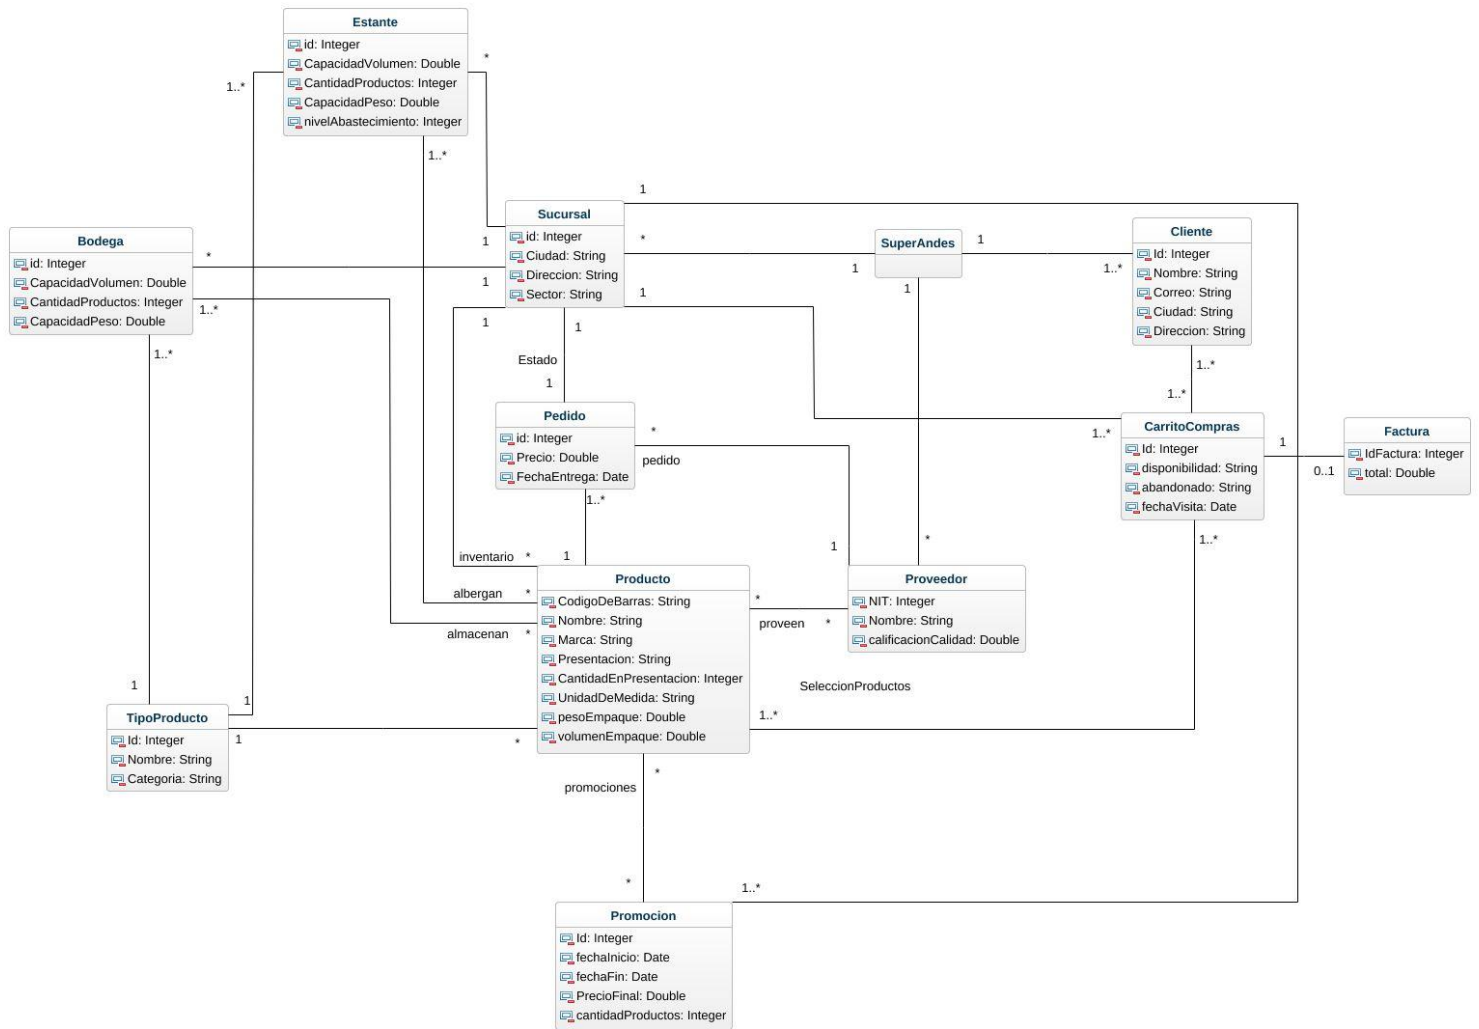 Estante
id: Integer
CapacidadVolumen: Double
CantidadProductos: Integer
CapacidadPeso: Double
nivelAbastecimiento: Integer
*
1..*
1..*
1
Sucursal
id: Integer
Ciudad: String
Direccion: String
Sector: String
1
*
1
1
1
1
SuperAndes
1
1
1
Cliente
Id: Integer
Nombre: String
Correo: String
Ciudad: String
Direccion: String
1..*
1..*
1..*
Bodega
id: Integer
CapacidadVolumen: Double
CantidadProductos: Integer
CapacidadPeso: Double
*
1..*
1..*
Estado
1
Pedido
id: Integer
Precio: Double
FechaEntrega: Date
*
pedido
1..*
1
CarritoCompras
Id: Integer
disponibilidad: String
abandonado: String
fechaVisita: Date
1..*
1
0..1
1..*
Factura
IdFactura: Integer
total: Double
inventario *
albergan *
almacenan *
1
*
Producto
CodigoDeBarras: String
Nombre: String
Marca: String
Presentacion: String
CantidadEnPresentacion: Integer
UnidadDeMedida: String
pesoEmpaque: Double
volumenEmpaque: Double
*
proveen *
Proveedor
NIT: Integer
Nombre: String
calificacionCalidad: Double
SeleccionProductos
1..*
1
1
TipoProducto
Id: Integer
Nombre: String
Categoria: String
1
*
*
promociones
*
1..*
Promocion
Id: Integer
fechaInicio: Date
fechaFin: Date
PrecioFinal: Double
cantidadProductos: Integer